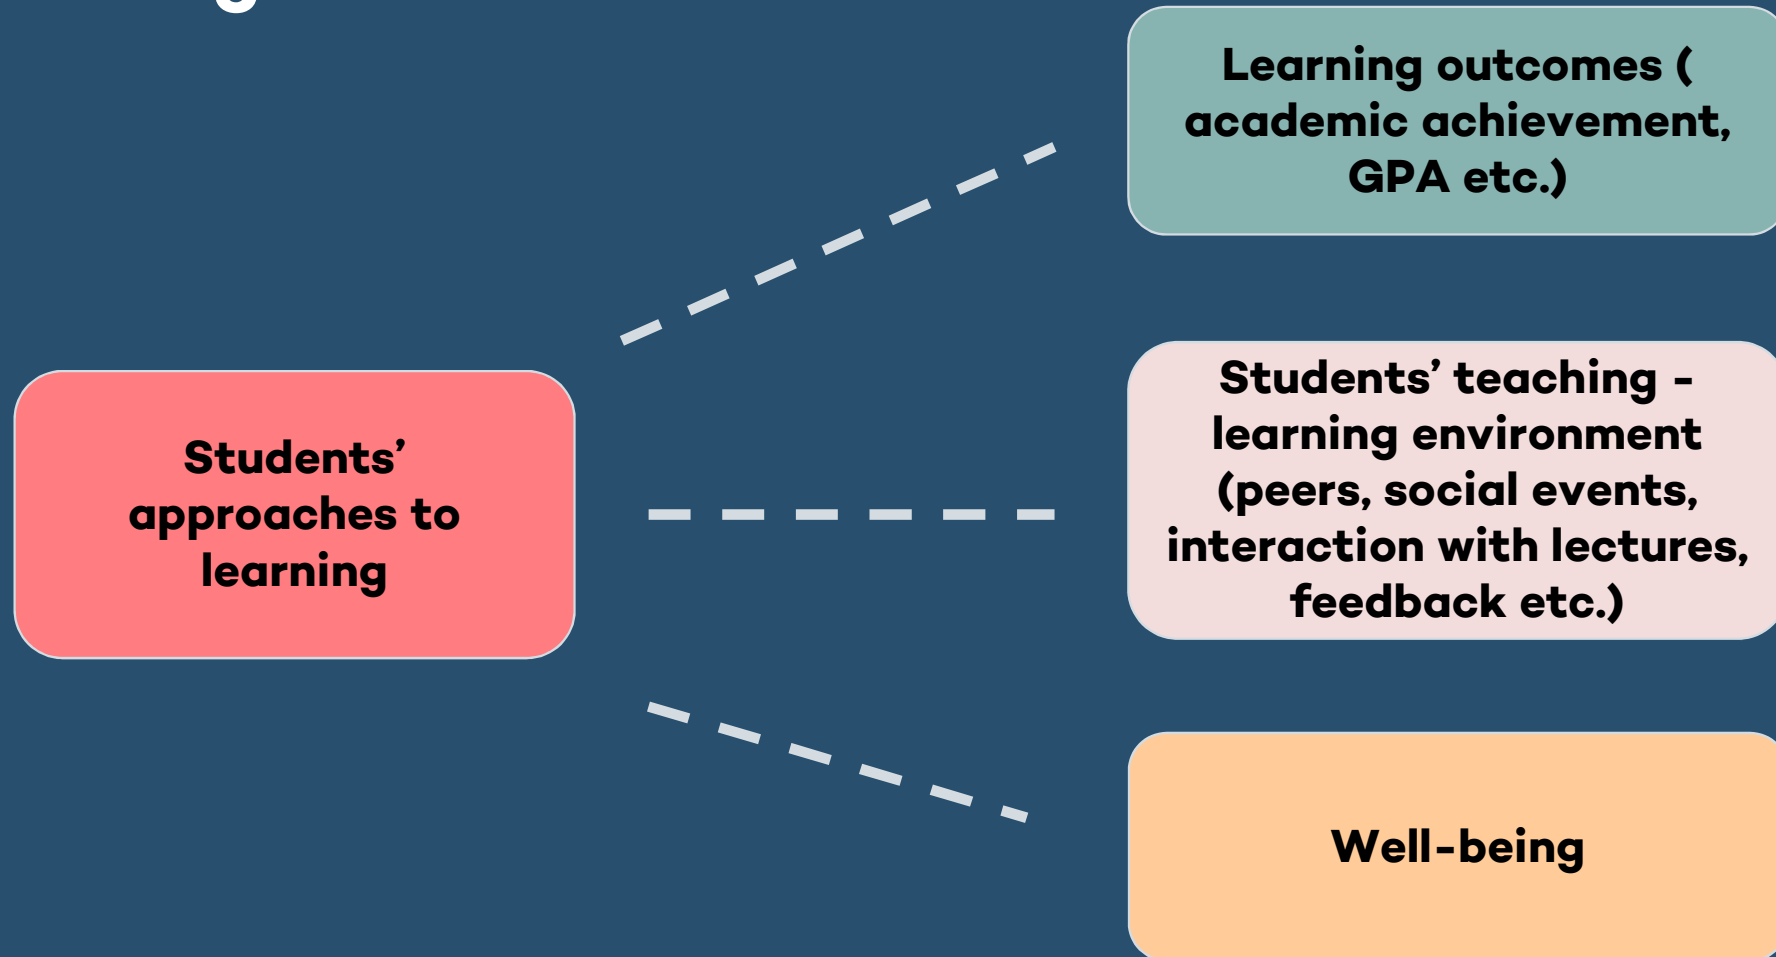 Students’
approaches to
learning
Learning outcomes (
academic achievement,
GPA etc.)
Students’ teaching -
learning environment
(peers, social events,
interaction with lectures,
feedback etc.)
Well-being